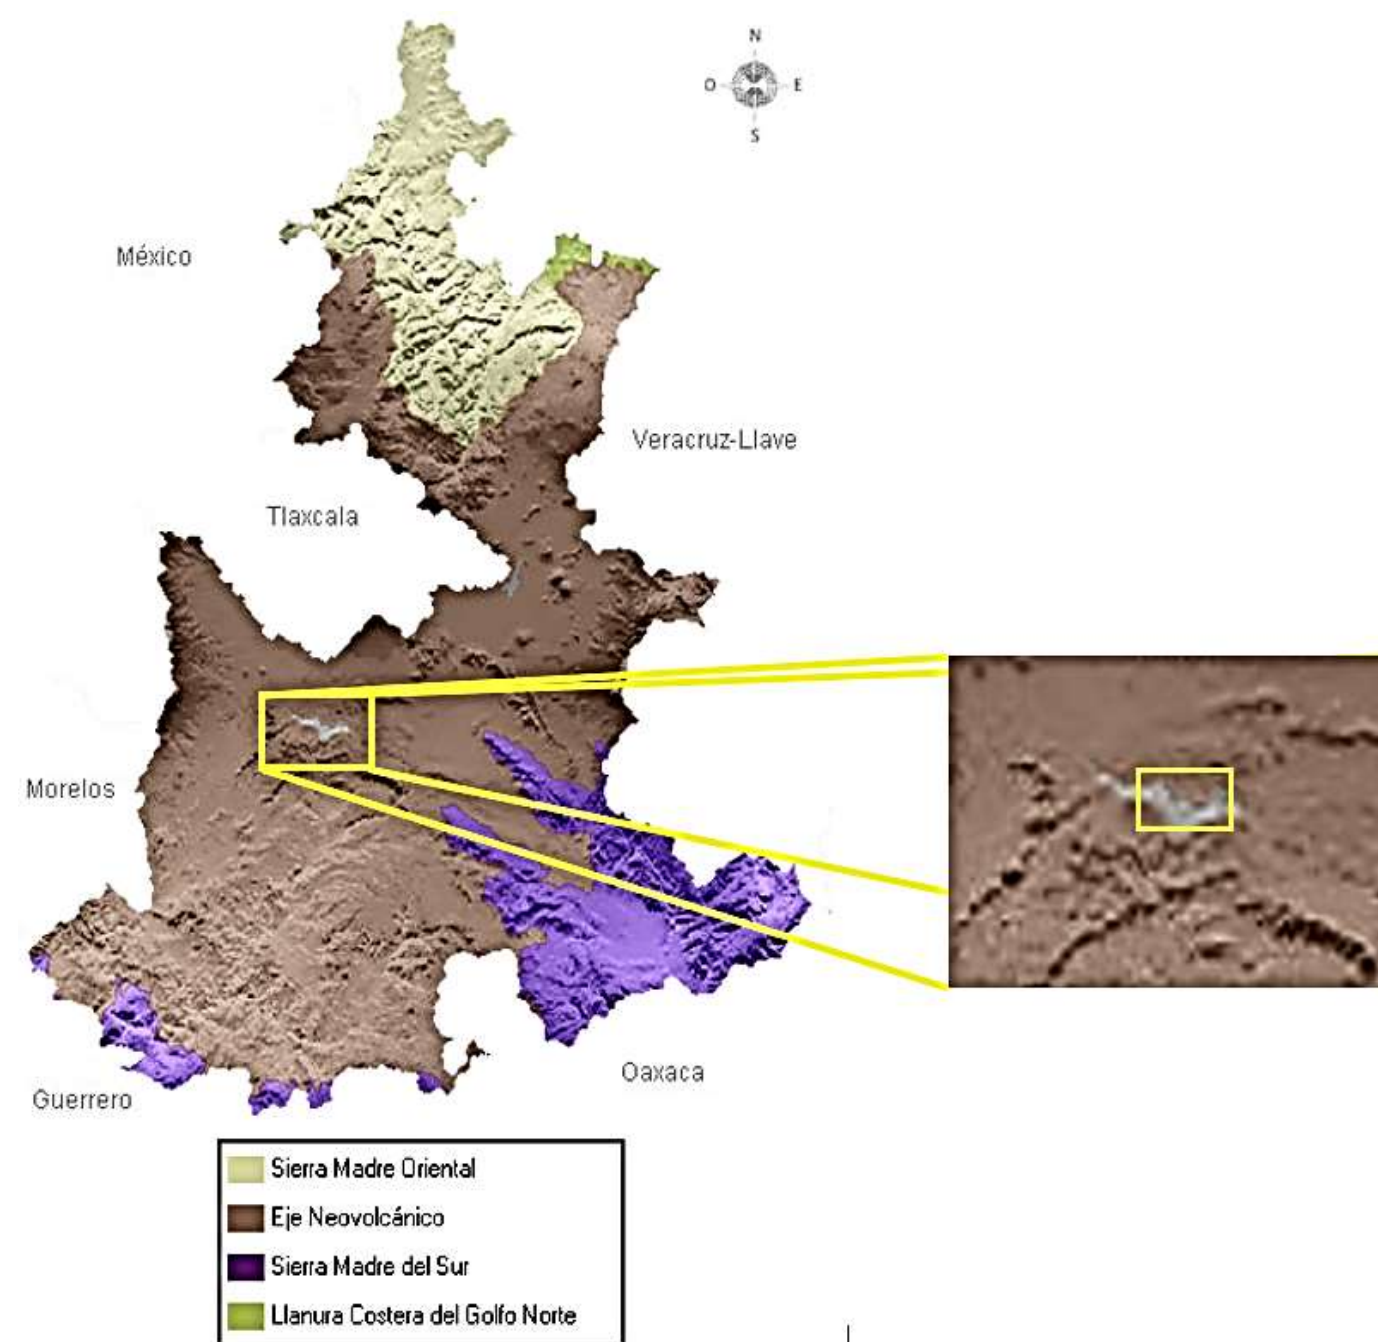 N
O E
S
México
Veracruz-Llave
Tlaxcala
Morelos
Oaxaca
Guerrero
Sierra Madre Oriental
Eje Neovolcánico
Sierra Madre del Sur
Llanura Costera del Golfo Norte